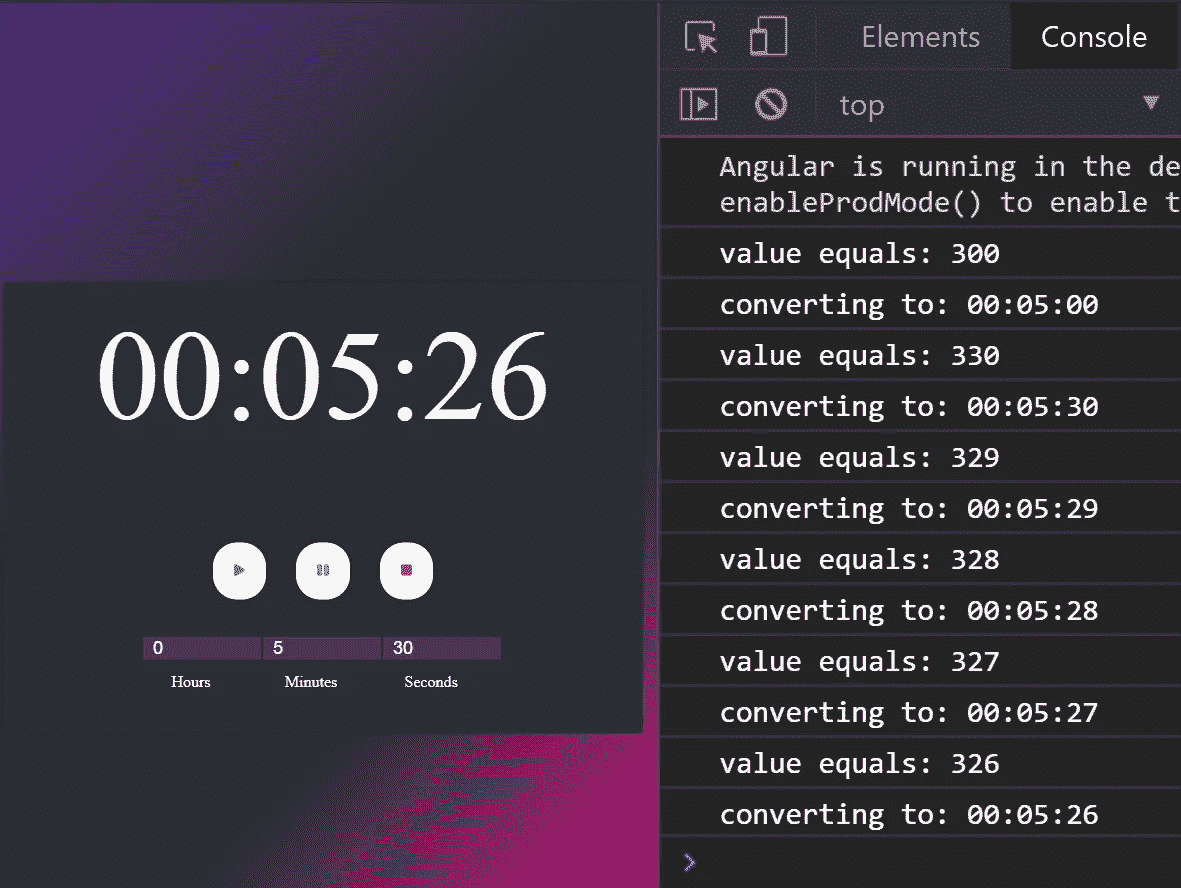 00:05:26
0 5 30
Hours Minutes Seconds
Elements Console
top
Angular is running in the de
enableProdMode() to enable t
value equals: 300
converting to: 00:05:00
value equals: 330
converting to: 00:05:30
value equals: 329
converting to: 00:05:29
value equals: 328
converting to: 00:05:28
value equals: 327
converting to: 00:05:27
value equals: 326
converting to: 00:05:26